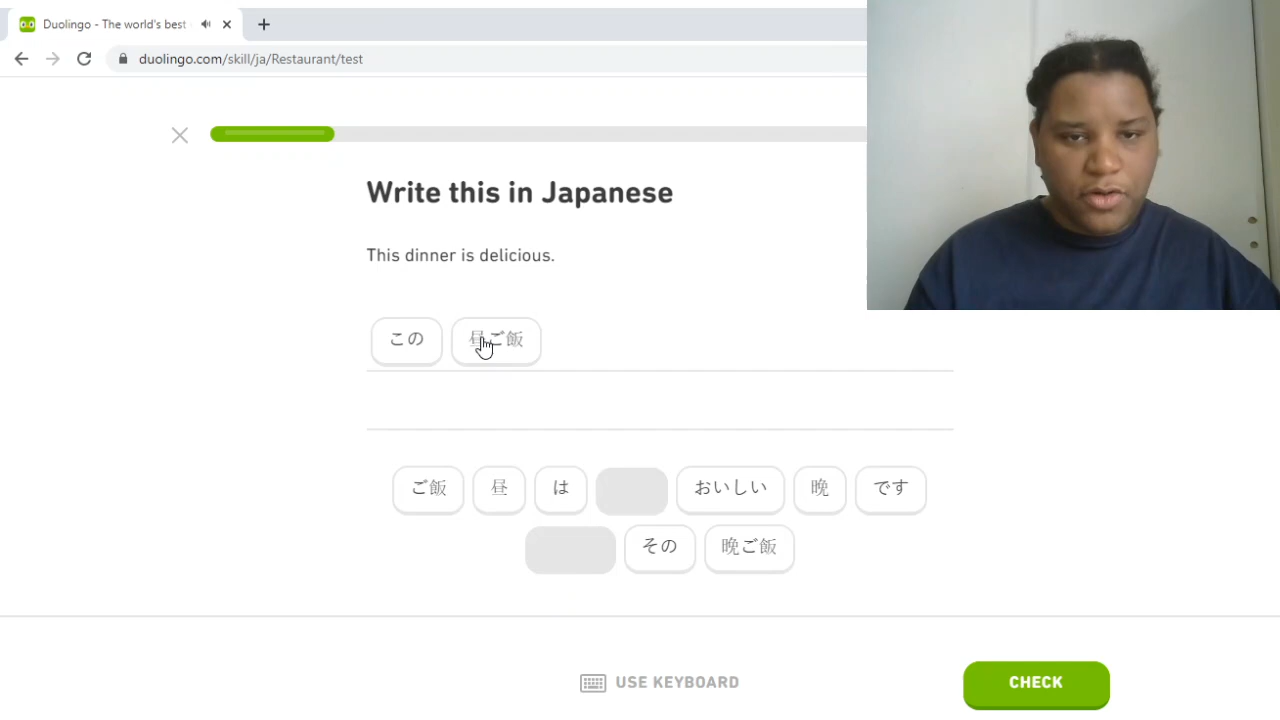 Duolingo - The world's best
duolingo.com/skill/ja/Restaurant/test
Write this in Japanese
This dinner is delicious.
この 昼ご飯
ご飯 昼 は おいしい 晩 です
その 晩ご飯
USE KEYBOARD
CHECK